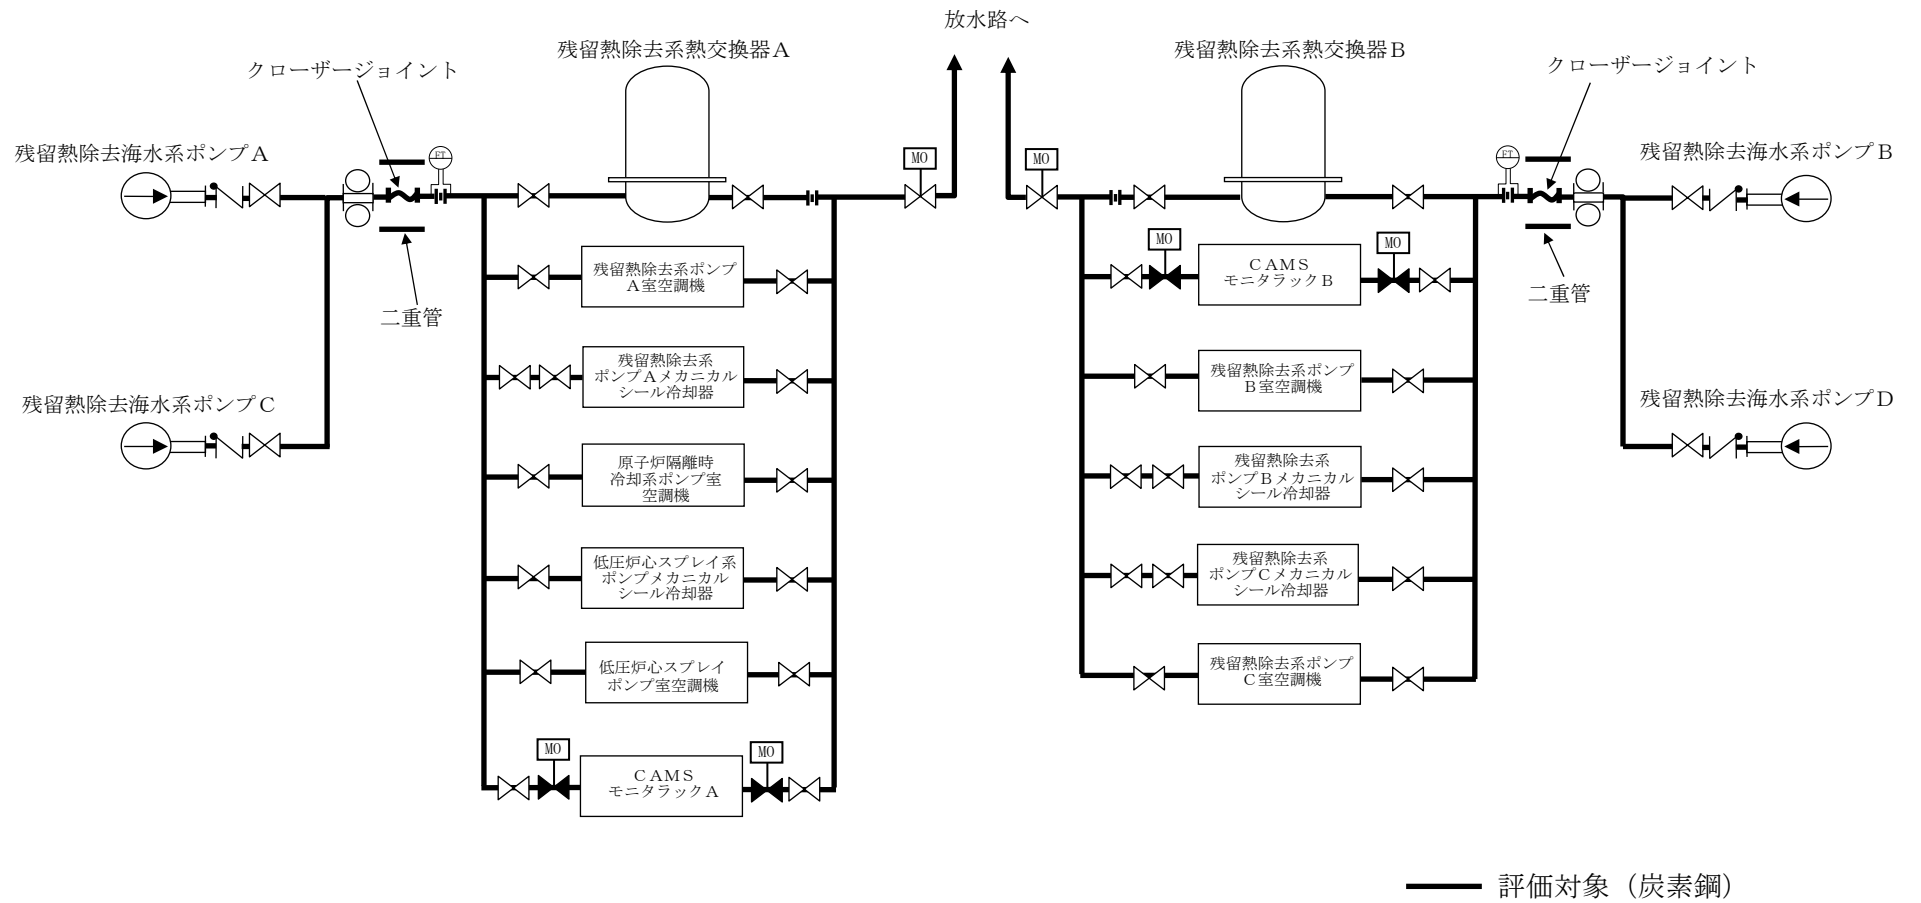 放水路へ
残留熱除去系熱交換器A
残留熱除去系熱交換器B
クローザージョイント
クローザージョイント
残留熱除去海水系ポンプA
FT
MO
MO
FT
残留熱除去海水系ポンプB
二重管
二重管
残留熱除去系ポンプ
A室空調機
残留熱除去系
ポンプAメカニカル
シール冷却器
残留熱除去海水系ポンプC
原子炉隔離時
冷却系ポンプ室
空調機
低圧炉心スプレイ系
ポンプメカニカル
シール冷却器
低圧炉心スプレイ
ポンプ室空調機
MO
MO
CAMS
モニタラックA
MO
MO
CAMS
モニタラックB
残留熱除去系ポンプ
B室空調機
残留熱除去海水系ポンプD
残留熱除去系
ポンプBメカニカル
シール冷却器
残留熱除去系
ポンプCメカニカル
シール冷却器
残留熱除去系ポンプ
C室空調機
評価対象（炭素鋼）